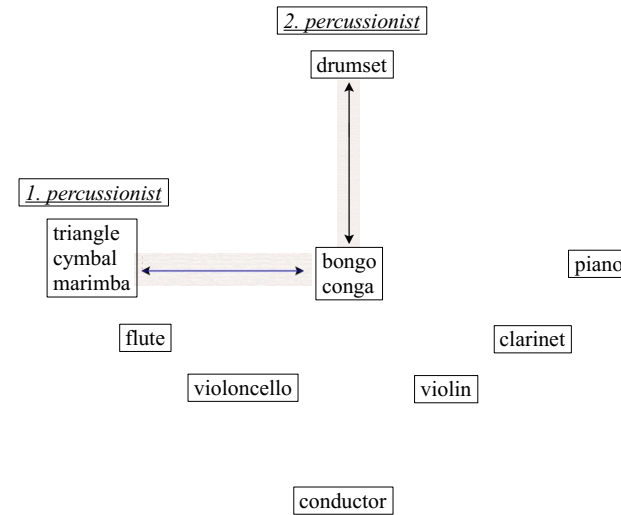 2. percussionist
drumset
1. percussionist
triangle
cymbal
marimba
bongo
conga
piano
flute
clarinet
violoncello
violin
conductor